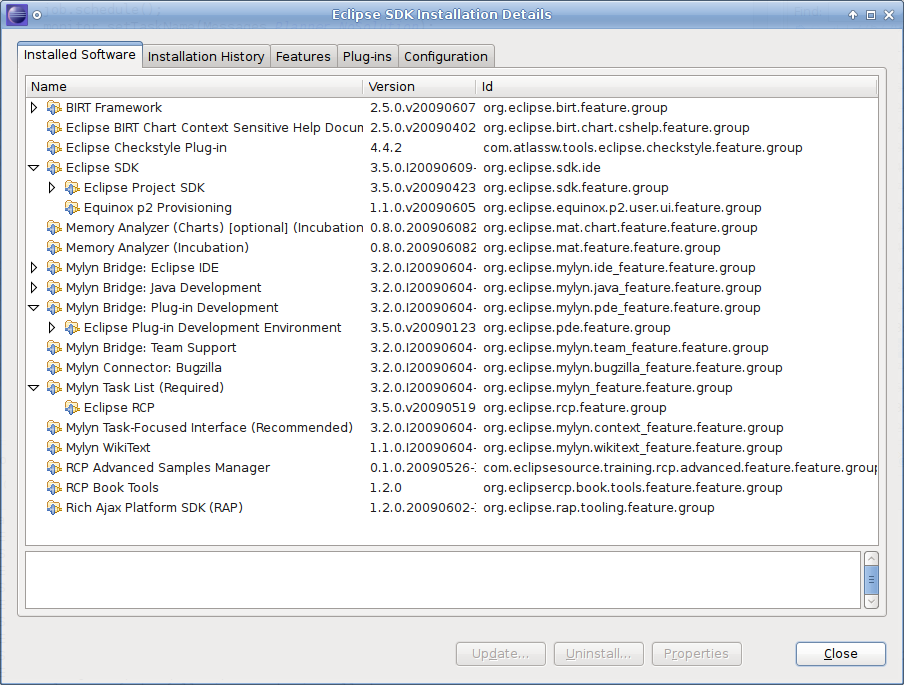 Eclipse SDK Installation Details
Installed Software Installation History Features Plug-ins Configuration
Name Version Id
BIRT Framework 2.5.0.v20090607 org.eclipse.birt.feature.group
Eclipse BIRT Chart Context Sensitive Help Docum 2.5.0.v20090402 org.eclipse.birt.chart.cshelp.feature.group
Eclipse Checkstyle Plug-in 4.4.2 com.atlassw.tools.eclipse.checkstyle.feature.group
Eclipse SDK 3.5.0.I20090609- org.eclipse.sdk.ide
Eclipse Project SDK 3.5.0.v20090423 org.eclipse.sdk.feature.group
Equinox p2 Provisioning 1.1.0.v20090605 org.eclipse.equinox.p2.user.ui.feature.group
Memory Analyzer (Charts) [optional] (Incubation 0.8.0.200906082 org.eclipse.mat.chart.feature.feature.group
Memory Analyzer (Incubation) 0.8.0.200906082 org.eclipse.mat.feature.feature.group
Mylyn Bridge: Eclipse IDE 3.2.0.I20090604- org.eclipse.mylyn.ide_feature.feature.group
Mylyn Bridge: Java Development 3.2.0.I20090604- org.eclipse.mylyn.java_feature.feature.group
Mylyn Bridge: Plug-in Development 3.2.0.I20090604- org.eclipse.mylyn.pde_feature.feature.group
Eclipse Plug-in Development Environment 3.5.0.v20090123 org.eclipse.pde.feature.group
Mylyn Bridge: Team Support 3.2.0.I20090604- org.eclipse.mylyn.team_feature.feature.group
Mylyn Connector: Bugzilla 3.2.0.I20090604- org.eclipse.mylyn.bugzilla_feature.feature.group
Mylyn Task List (Required) 3.2.0.I20090604- org.eclipse.mylyn_feature.feature.group
Eclipse RCP 3.5.0.v20090519 org.eclipse.rcp.feature.group
Mylyn Task-Focused Interface (Recommended) 3.2.0.I20090604- org.eclipse.mylyn.context_feature.feature.group
Mylyn WikiText 1.1.0.I20090604- org.eclipse.mylyn.wikitext_feature.feature.group
RCP Advanced Samples Manager 0.1.0.20090526- com.eclipsesource.training.rcp.advanced.feature.feature.group
RCP Book Tools 1.2.0 org.eclipsercp.book.tools.feature.feature.group
Rich Ajax Platform SDK (RAP) 1.2.0.20090602- org.eclipse.rap.tooling.feature.group
Update... Uninstall... Properties Close